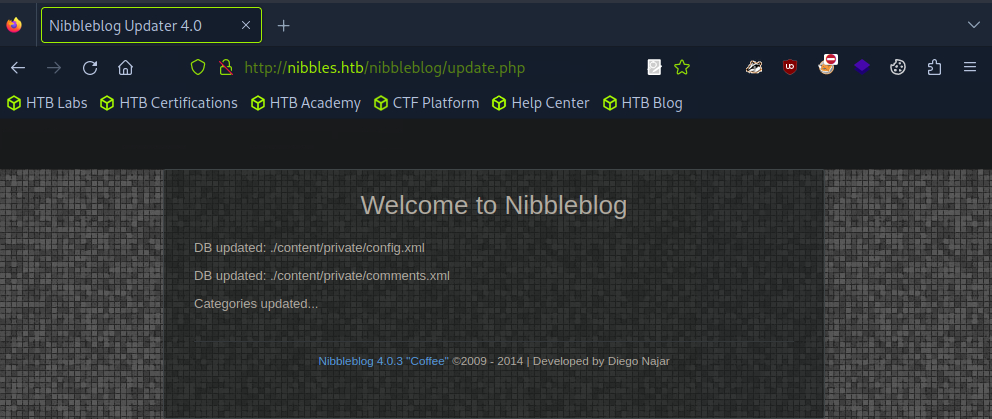 Nibbleblog Updater 4.0
http://nibbles.htb/nibbleblog/update.php
HTB Labs HTB Certifications HTB Academy CTF Platform Help Center HTB Blog
Welcome to Nibbleblog
DB updated: ./content/private/config.xml
DB updated: ./content/private/comments.xml
Categories updated...
Nibbleblog 4.0.3 "Coffee" ©2009 - 2014 | Developed by Diego Najar